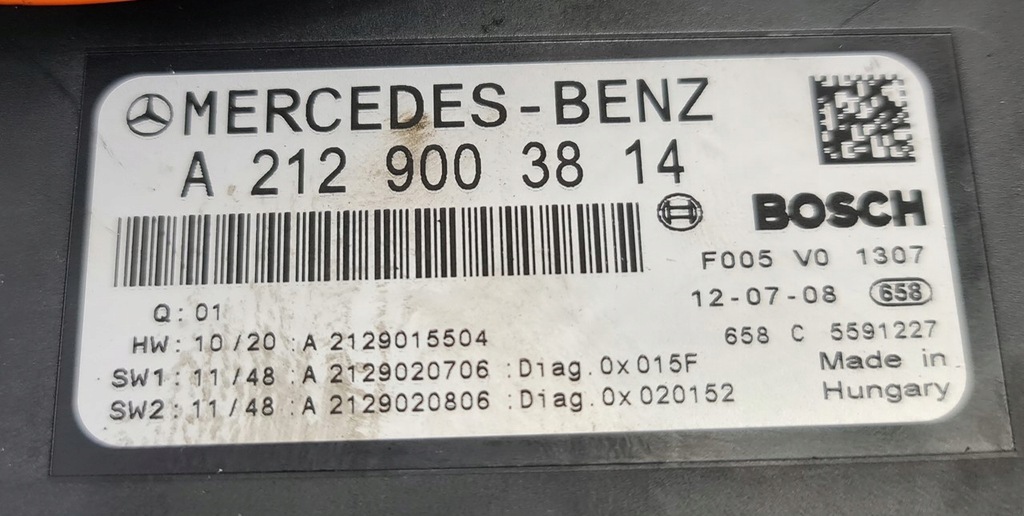 MERCEDES-BENZ
A 212 900 38 14
BOSCH
F005 V0 1307
12-07-08 658
Q: 01
658 C 5591227
HW: 10/20 :A 2129015504
SW1: 11/48 :A 2129020706 :Diag.0x015F
Made in
SW2: 11/48 :A 2129020806 :Diag.0x020152
Hungary